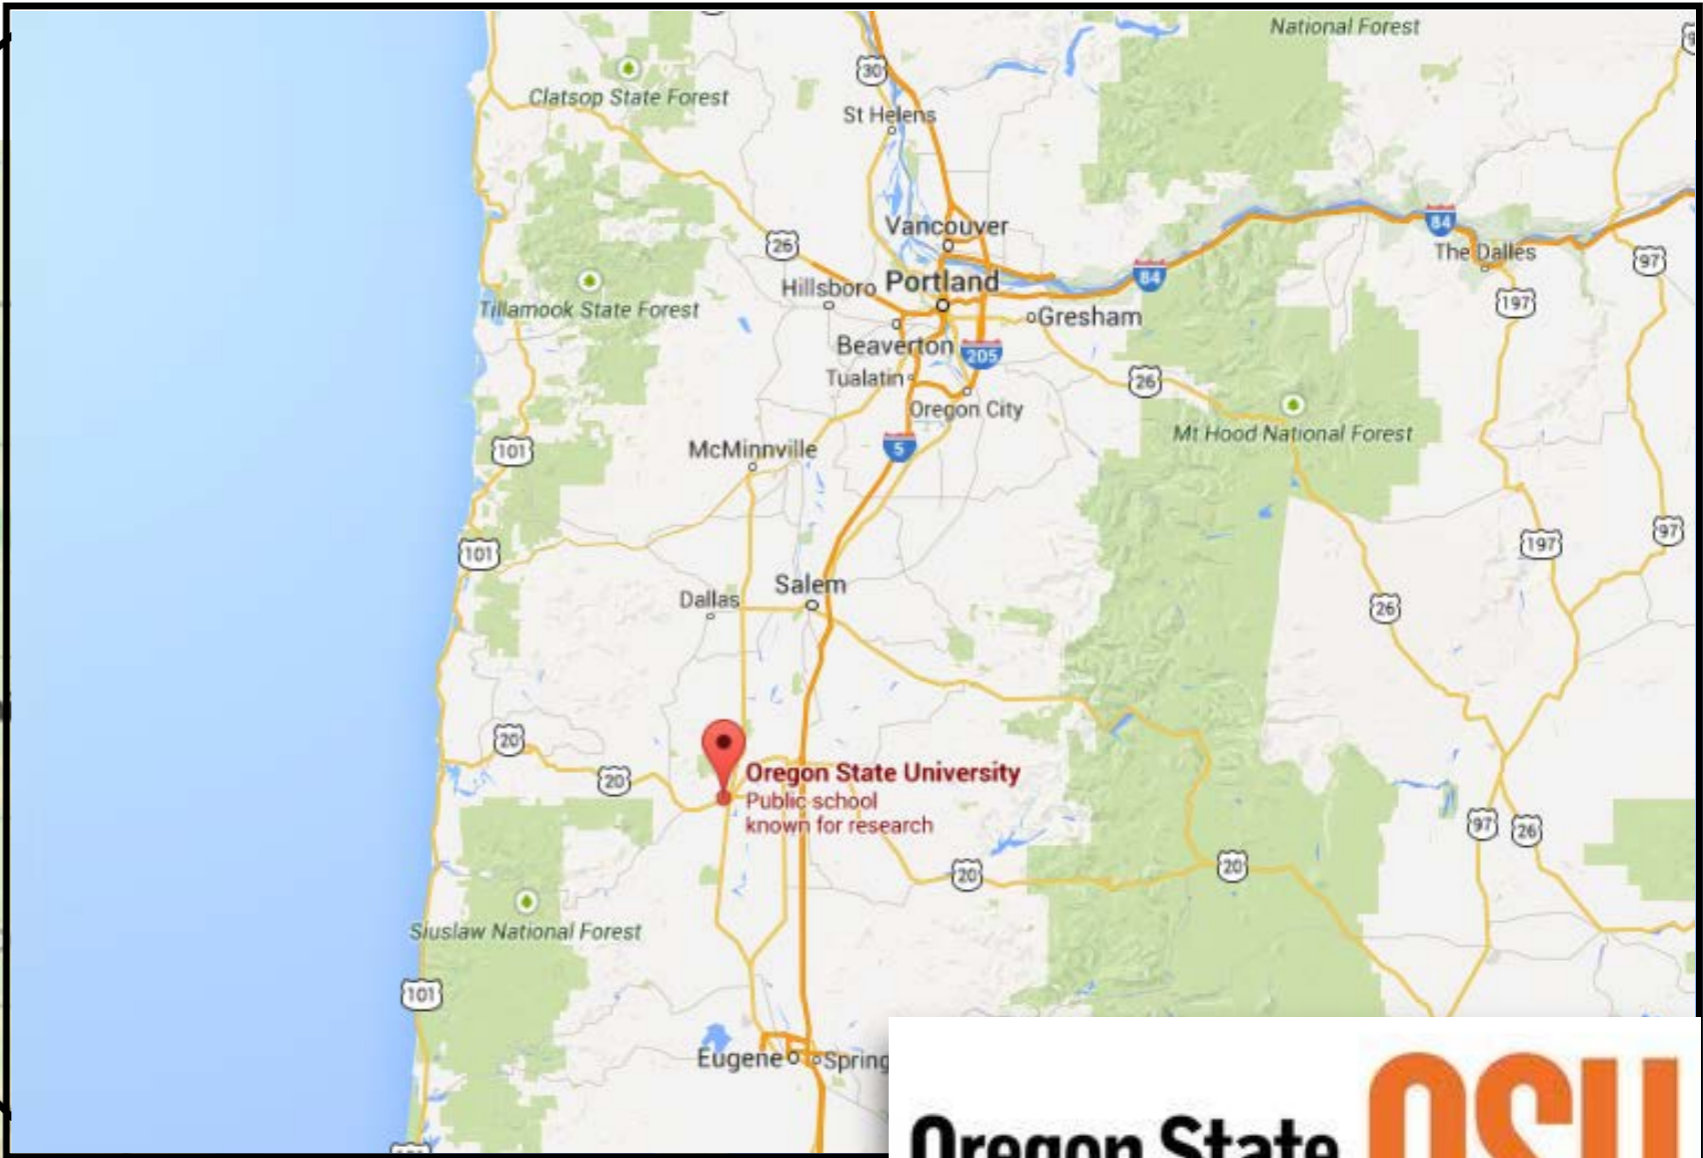 National Forest
Clatsop State Forest
30
St Helens
Vancouver
84
26
The Dalles
97
Tillamook State Forest
Hillsboro
Portland
84
197
Gresham
Beaverton
205
Tualatin
26
Oregon City
Mt Hood National Forest
101
McMinnville
5
101
197
97
Salem
Dallas
26
20
20
Oregon State University
Public school
known for research
97
26
20
20
Siuslaw National Forest
101
Eugene
Spring
Oregon State
OSU